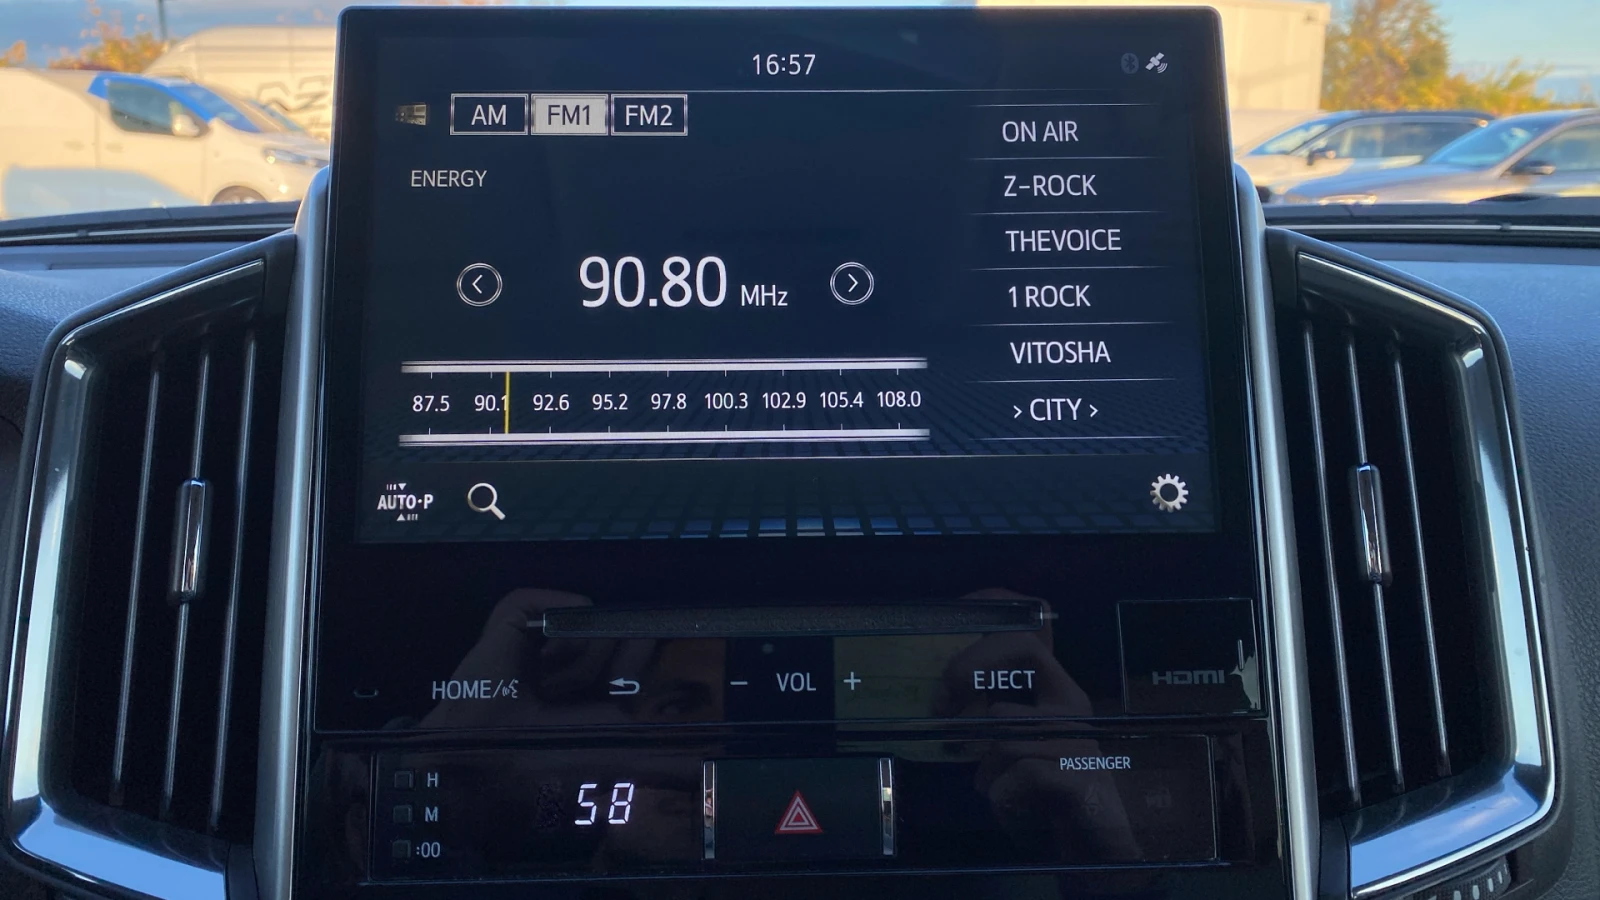 16:57
AM FM1 FM2
ENERGY
90.80 MHz
87.5 90.1 92.6 95.2 97.8 100.3 102.9 105.4 108.0
AUTO·P
ON AIR
Z-ROCK
THEVOICE
1 ROCK
VITOSHA
› CITY ›
HOME/
− VOL +
EJECT
HDMI
H
M
:00
58
PASSENGER